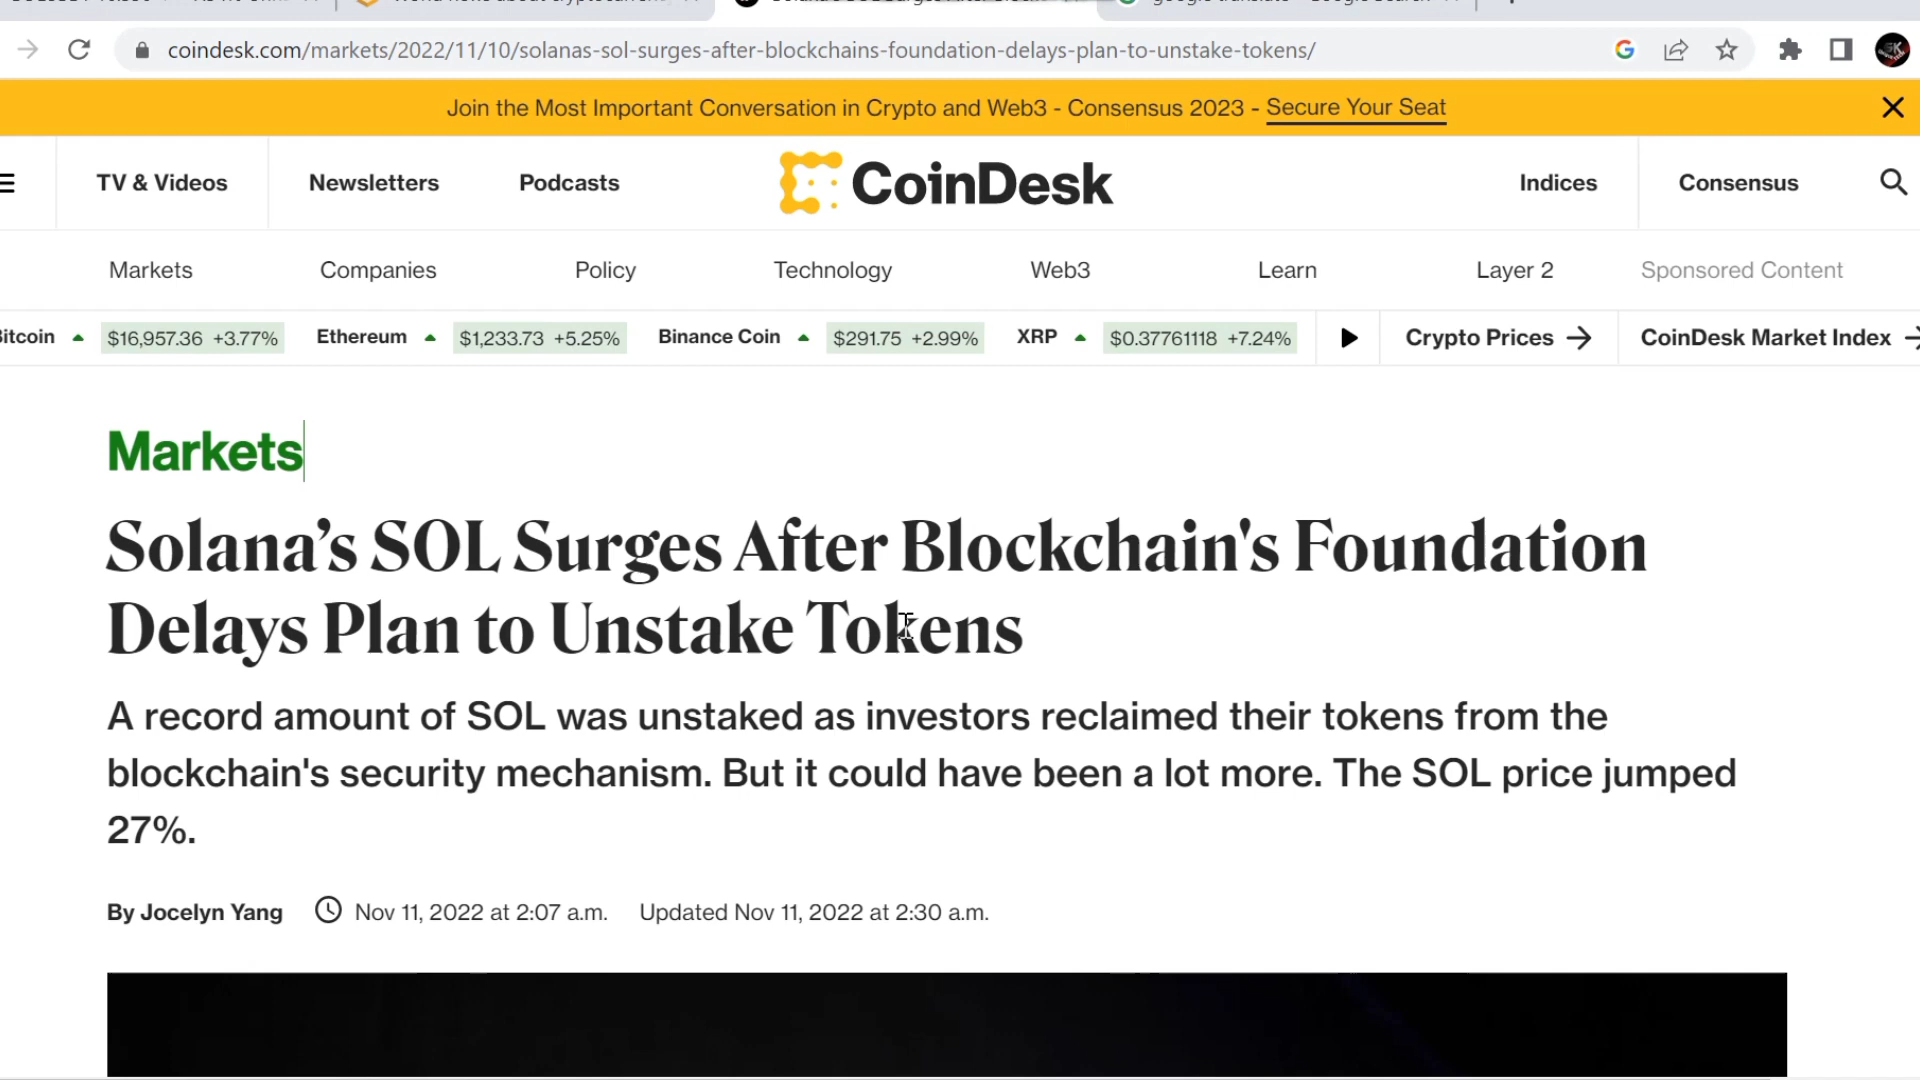 coindesk.com/markets/2022/11/10/solanas-sol-surges-after-blockchains-foundation-delays-plan-to-unstake-tokens/
Join the Most Important Conversation in Crypto and Web3 - Consensus 2023 - Secure Your Seat
TV & Videos Newsletters Podcasts CoinDesk Indices Consensus
Markets Companies Policy Technology Web3 Learn Layer 2 Sponsored Content
itcoin $16,957.36 +3.77% Ethereum $1,233.73 +5.25% Binance Coin $291.75 +2.99% XRP $0.37761118 +7.24% Crypto Prices CoinDesk Market Index
Markets
Solana’s SOL Surges After Blockchain's Foundation
Delays Plan to Unstake Tokens
A record amount of SOL was unstaked as investors reclaimed their tokens from the
blockchain's security mechanism. But it could have been a lot more. The SOL price jumped
27%.
By Jocelyn Yang Nov 11, 2022 at 2:07 a.m. Updated Nov 11, 2022 at 2:30 a.m.